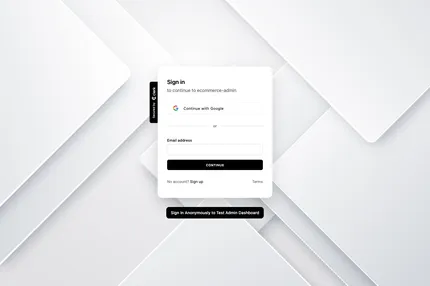 Sign in
to continue to ecommerce-admin
Continue with Google
or
Email address
CONTINUE
No account? Sign up
Terms
Secured by clerk
Sign in Anonymously to Test Admin Dashboard